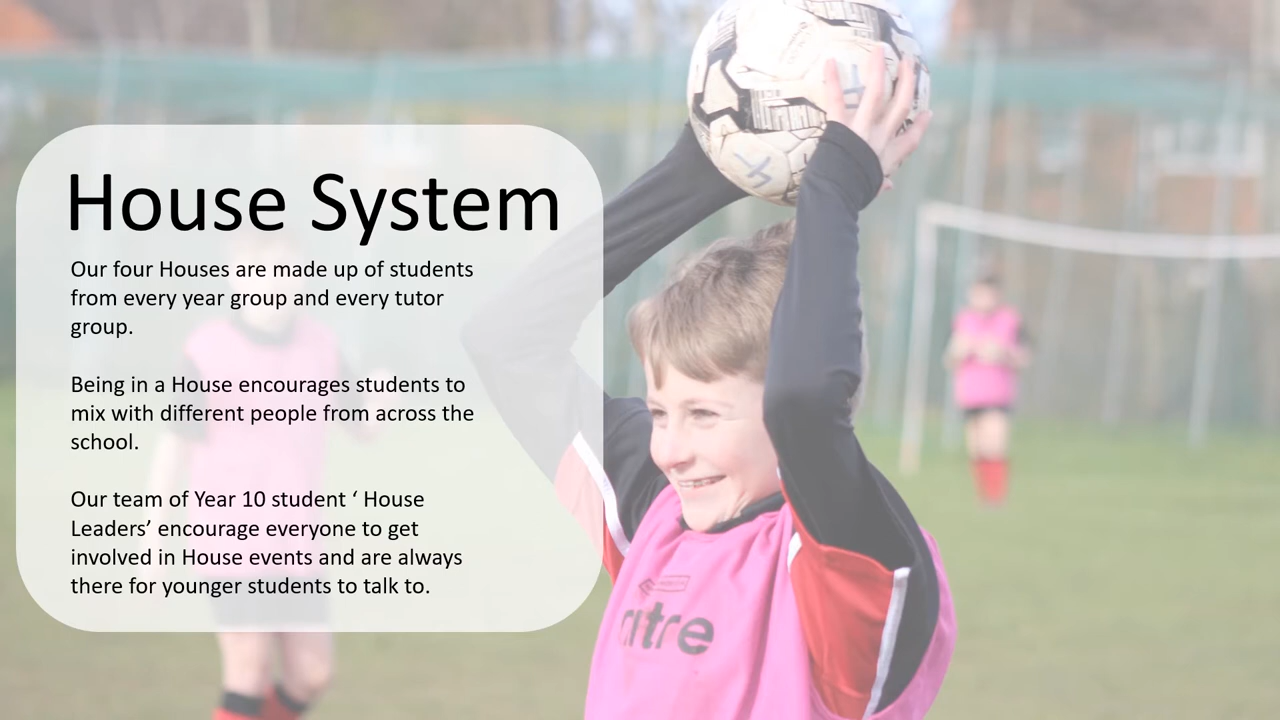 House System
Our four Houses are made up of students
from every year group and every tutor
group.
Being in a House encourages students to
mix with different people from across the
school.
Our team of Year 10 student ‘ House
Leaders’ encourage everyone to get
involved in House events and are always
there for younger students to talk to.